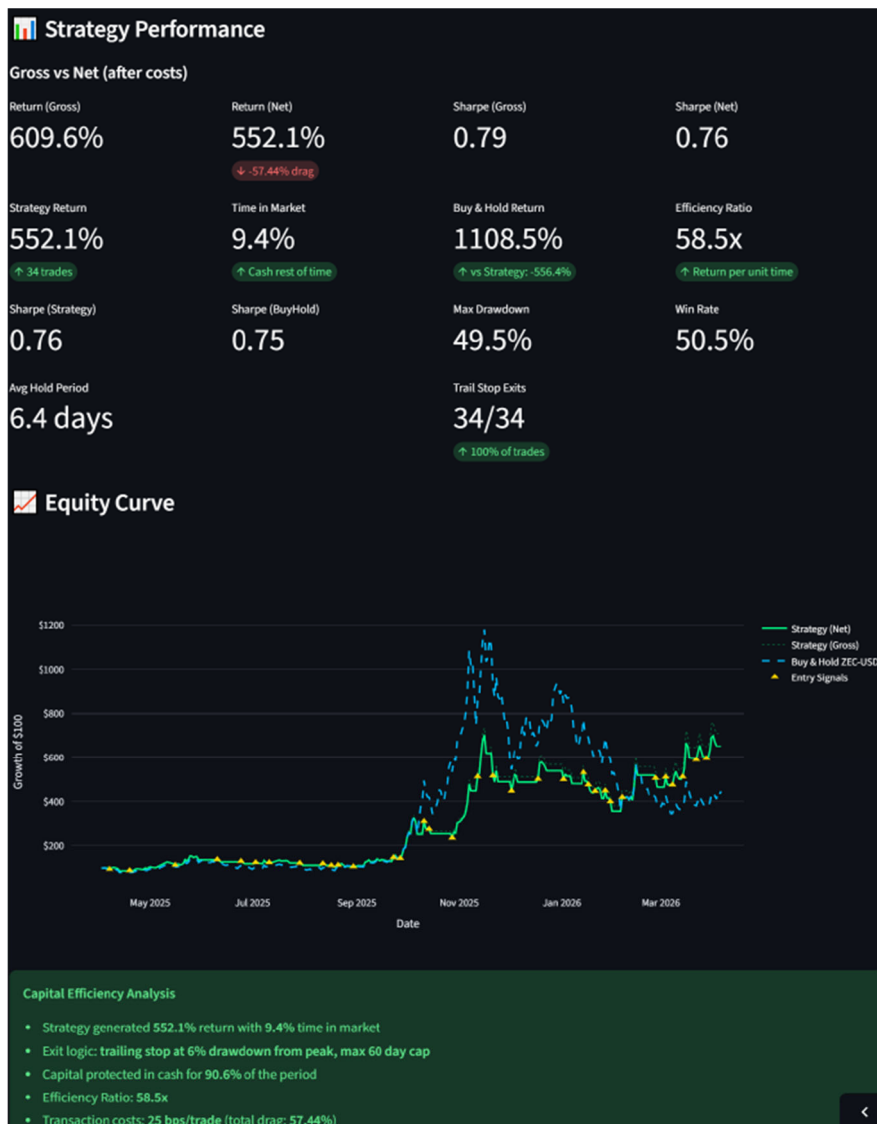 Strategy Performance
Gross vs Net (after costs)
Return (Gross)
609.6%
Return (Net)
552.1%
↓ -57.44% drag
Sharpe (Gross)
0.79
Sharpe (Net)
0.76
Strategy Return
552.1%
↑ 34 trades
Time in Market
9.4%
↑ Cash rest of time
Buy & Hold Return
1108.5%
↑ vs Strategy: -556.4%
Efficiency Ratio
58.5x
↑ Return per unit time
Sharpe (Strategy)
0.76
Sharpe (BuyHold)
0.75
Max Drawdown
49.5%
Win Rate
50.5%
Avg Hold Period
6.4 days
Trail Stop Exits
34/34
↑ 100% of trades
Equity Curve
Growth of $100
$1200
$1000
$800
$600
$400
$200
May 2025
Jul 2025
Sep 2025
Nov 2025
Jan 2026
Mar 2026
Date
Strategy (Net)
Strategy (Gross)
Buy & Hold ZEC-USD
Entry Signals
Capital Efficiency Analysis
• Strategy generated 552.1% return with 9.4% time in market
• Exit logic: trailing stop at 6% drawdown from peak, max 60 day cap
• Capital protected in cash for 90.6% of the period
• Efficiency Ratio: 58.5x
• Transaction costs: 25 bps/trade (total drag: 57.44%)